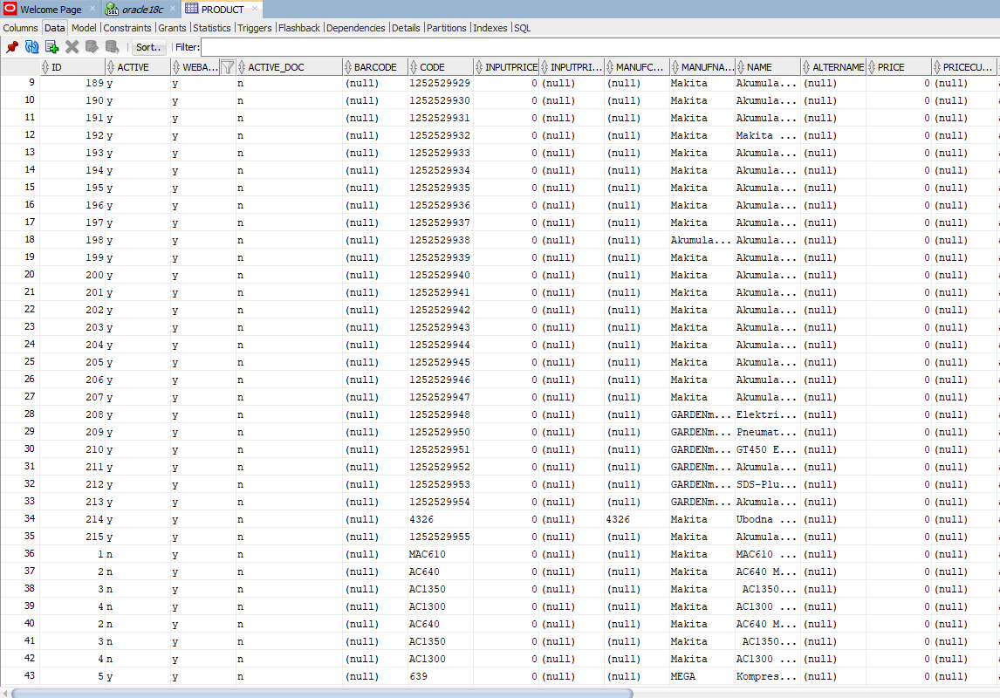 Welcome Page oracle18c PRODUCT
Columns Data Model Constraints Grants Statistics Triggers Flashback Dependencies Details Partitions Indexes SQL
Sort.. Filter:
ID ACTIVE WEBA... ACTIVE_DOC BARCODE CODE INPUTPRICE INPUTPRI... MANUFC... MANUFNA... NAME ALTERNAME PRICE PRICECU...
9 189 y y n (null) 1252529929 0 (null) (null) Makita Akumula... (null) 0 (null)
10 190 y y n (null) 1252529930 0 (null) (null) Makita Akumula... (null) 0 (null)
11 191 y y n (null) 1252529931 0 (null) (null) Makita Akumula... (null) 0 (null)
12 192 y y n (null) 1252529932 0 (null) (null) Makita Makita ... (null) 0 (null)
13 193 y y n (null) 1252529933 0 (null) (null) Makita Akumula... (null) 0 (null)
14 194 y y n (null) 1252529934 0 (null) (null) Makita Akumula... (null) 0 (null)
15 195 y y n (null) 1252529935 0 (null) (null) Makita Akumula... (null) 0 (null)
16 196 y y n (null) 1252529936 0 (null) (null) Makita Akumula... (null) 0 (null)
17 197 y y n (null) 1252529937 0 (null) (null) Makita Akumula... (null) 0 (null)
18 198 y y n (null) 1252529938 0 (null) (null) Akumula... Akumula... (null) 0 (null)
19 199 y y n (null) 1252529939 0 (null) (null) Makita Akumula... (null) 0 (null)
20 200 y y n (null) 1252529940 0 (null) (null) Makita Akumula... (null) 0 (null)
21 201 y y n (null) 1252529941 0 (null) (null) Makita Akumula... (null) 0 (null)
22 202 y y n (null) 1252529942 0 (null) (null) Makita Akumula... (null) 0 (null)
23 203 y y n (null) 1252529943 0 (null) (null) Makita Akumula... (null) 0 (null)
24 204 y y n (null) 1252529944 0 (null) (null) Makita Akumula... (null) 0 (null)
25 205 y y n (null) 1252529945 0 (null) (null) Makita Akumula... (null) 0 (null)
26 206 y y n (null) 1252529946 0 (null) (null) Makita Akumula... (null) 0 (null)
27 207 y y n (null) 1252529947 0 (null) (null) Makita Akumula... (null) 0 (null)
28 208 y y n (null) 1252529948 0 (null) (null) GARDENm... Elektri... (null) 0 (null)
29 209 y y n (null) 1252529950 0 (null) (null) GARDENm... Pneumat... (null) 0 (null)
30 210 y y n (null) 1252529951 0 (null) (null) GARDENm... GT450 E... (null) 0 (null)
31 211 y y n (null) 1252529952 0 (null) (null) GARDENm... Akumula... (null) 0 (null)
32 212 y y n (null) 1252529953 0 (null) (null) GARDENm... SDS-Plu... (null) 0 (null)
33 213 y y n (null) 1252529954 0 (null) (null) GARDENm... Akumula... (null) 0 (null)
34 214 y y n (null) 4326 0 (null) 4326 Makita Ubodna ... (null) 0 (null)
35 215 y y n (null) 1252529955 0 (null) (null) Makita Akumula... (null) 0 (null)
36 1 n y n (null) MAC610 0 (null) (null) Makita MAC610 ... (null) 0 (null)
37 2 n y n (null) AC640 0 (null) (null) Makita AC640 M... (null) 0 (null)
38 3 n y n (null) AC1350 0 (null) (null) Makita AC1350... (null) 0 (null)
39 4 n y n (null) AC1300 0 (null) (null) Makita AC1300 ... (null) 0 (null)
40 2 n y n (null) AC640 0 (null) (null) Makita AC640 M... (null) 0 (null)
41 3 n y n (null) AC1350 0 (null) (null) Makita AC1350... (null) 0 (null)
42 4 n y n (null) AC1300 0 (null) (null) Makita AC1300 ... (null) 0 (null)
43 5 y y n (null) 639 0 (null) (null) MEGA Kompres... (null) 0 (null)